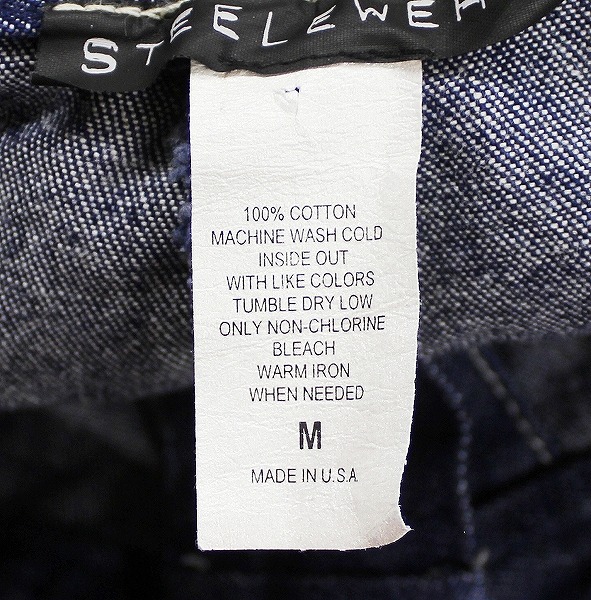 STEELEWEA
100% COTTON
MACHINE WASH COLD
INSIDE OUT
WITH LIKE COLORS
TUMBLE DRY LOW
ONLY NON-CHLORINE
BLEACH
WARM IRON
WHEN NEEDED
M
MADE IN U.S.A